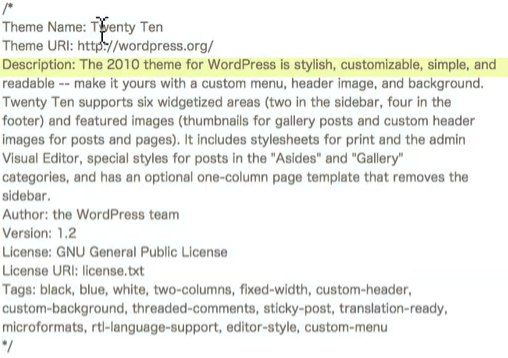 /*
Theme Name: Twenty Ten
Theme URI: http://wordpress.org/
Description: The 2010 theme for WordPress is stylish, customizable, simple, and
readable -- make it yours with a custom menu, header image, and background.
Twenty Ten supports six widgetized areas (two in the sidebar, four in the
footer) and featured images (thumbnails for gallery posts and custom header
images for posts and pages). It includes stylesheets for print and the admin
Visual Editor, special styles for posts in the "Asides" and "Gallery"
categories, and has an optional one-column page template that removes the
sidebar.
Author: the WordPress team
Version: 1.2
License: GNU General Public License
License URI: license.txt
Tags: black, blue, white, two-columns, fixed-width, custom-header,
custom-background, threaded-comments, sticky-post, translation-ready,
microformats, rtl-language-support, editor-style, custom-menu
*/